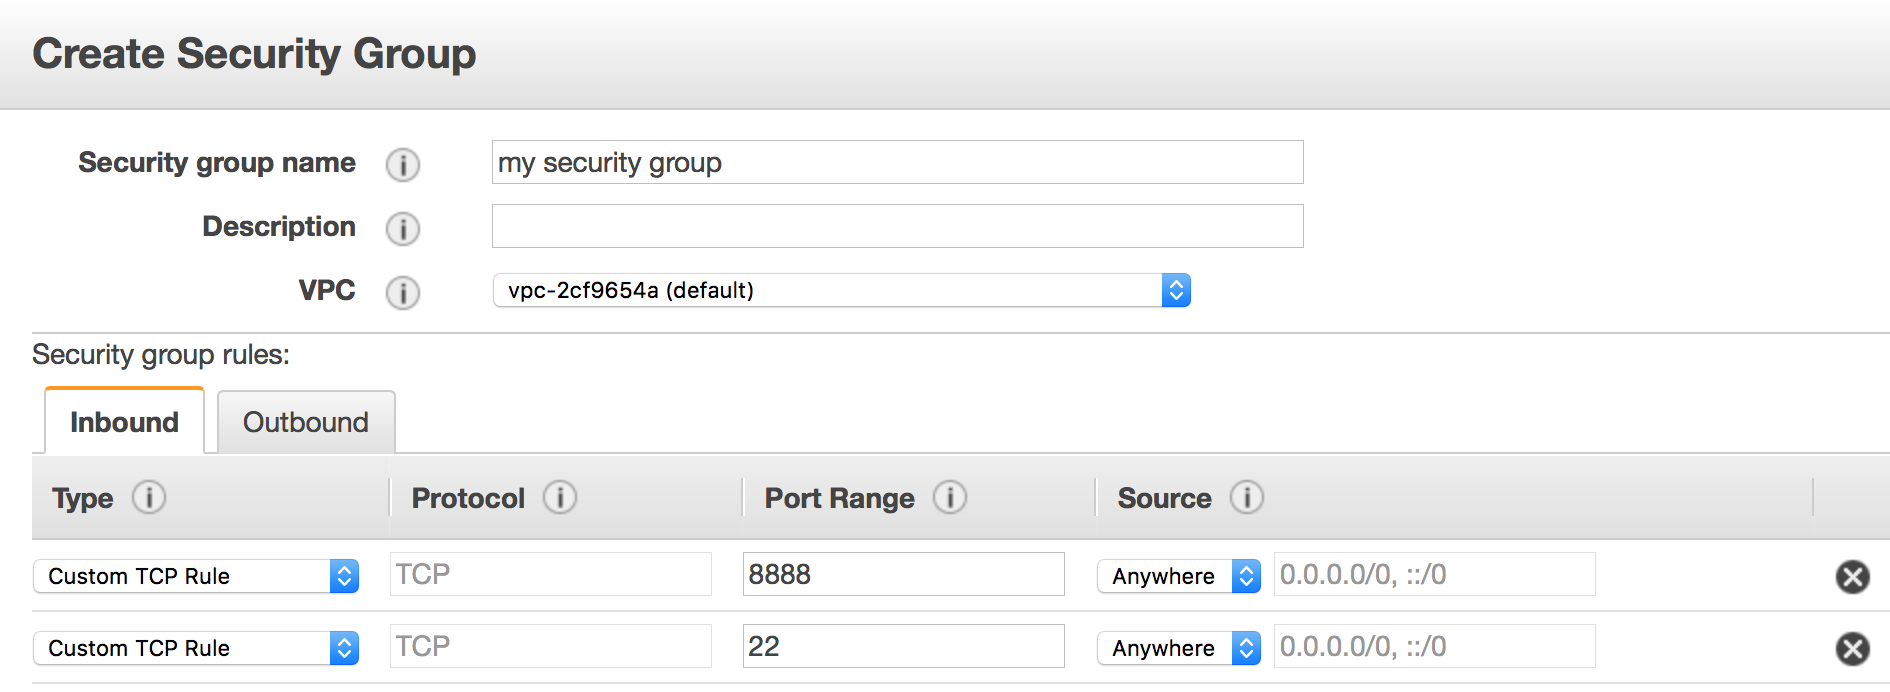 Create Security Group
Security group name my security group
Description
VPC vpc-2cf9654a (default)
Security group rules:
Inbound Outbound
Type Protocol Port Range Source
Custom TCP Rule TCP 8888 Anywhere 0.0.0.0/0, ::/0
Custom TCP Rule TCP 22 Anywhere 0.0.0.0/0, ::/0